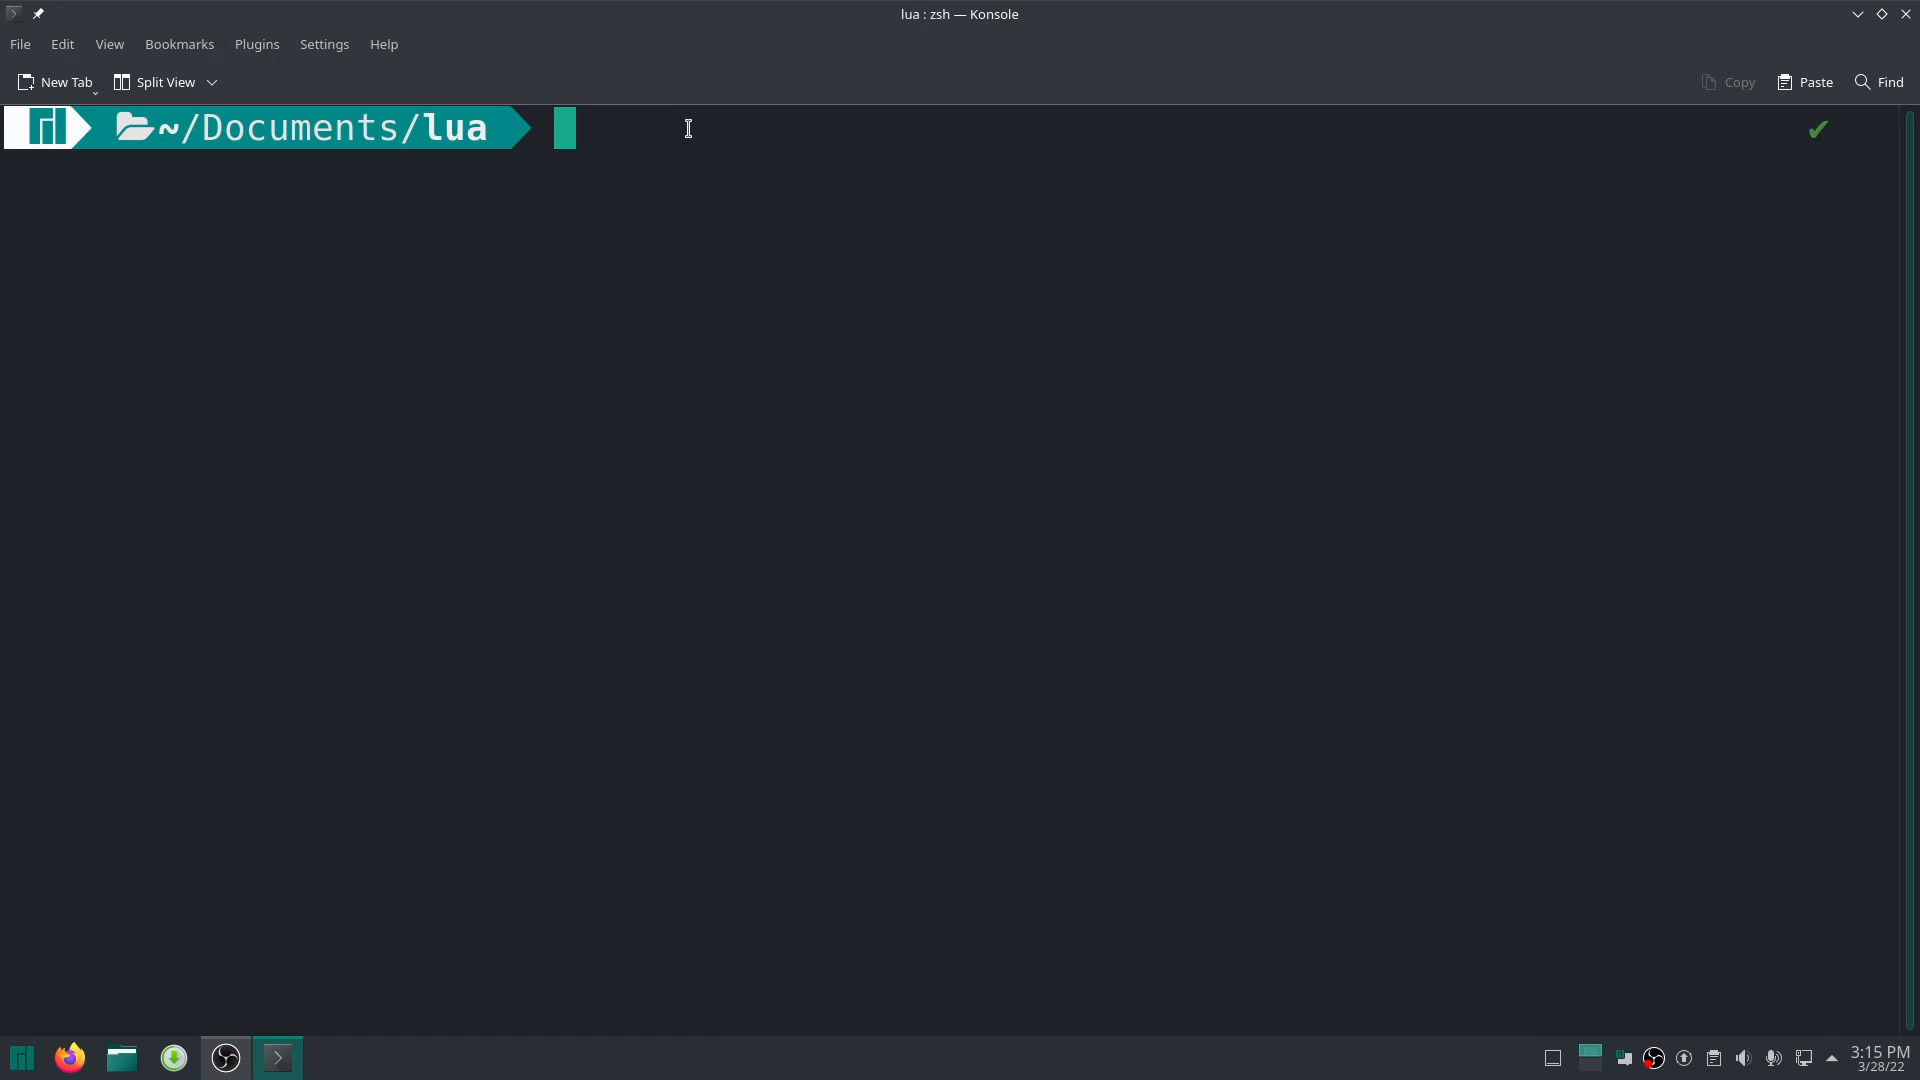 lua : zsh — Konsole
File Edit View Bookmarks Plugins Settings Help
New Tab Split View Copy Paste Find
~/Documents/lua
3:15 PM
3/28/22